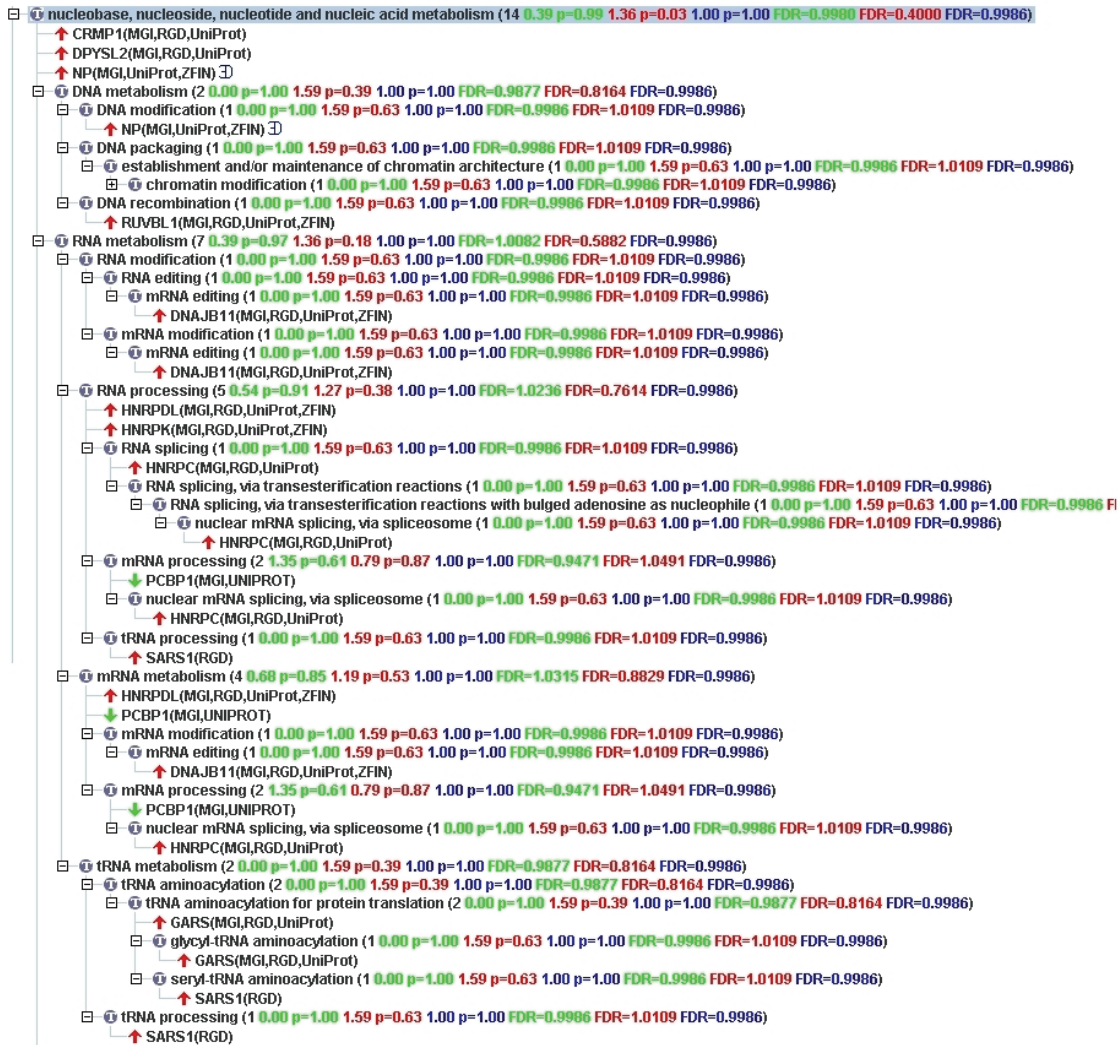 nucleobase, nucleoside, nucleotide and nucleic acid metabolism (14 0.39 p=0.99 1.36 p=0.03 1.00 p=1.00 FDR=0.9980 FDR=0.4000 FDR=0.9986)
CRMP1(MGI,RGD,UniProt)
DPYSL2(MGI,RGD,UniProt)
NP(MGI,UniProt,ZFIN)
DNA metabolism (2 0.00 p=1.00 1.59 p=0.39 1.00 p=1.00 FDR=0.9877 FDR=0.8164 FDR=0.9986)
DNA modification (1 0.00 p=1.00 1.59 p=0.63 1.00 p=1.00 FDR=0.9986 FDR=1.0109 FDR=0.9986)
NP(MGI,UniProt,ZFIN)
DNA packaging (1 0.00 p=1.00 1.59 p=0.63 1.00 p=1.00 FDR=0.9986 FDR=1.0109 FDR=0.9986)
establishment and/or maintenance of chromatin architecture (1 0.00 p=1.00 1.59 p=0.63 1.00 p=1.00 FDR=0.9986 FDR=1.0109 FDR=0.9986)
chromatin modification (1 0.00 p=1.00 1.59 p=0.63 1.00 p=1.00 FDR=0.9986 FDR=1.0109 FDR=0.9986)
DNA recombination (1 0.00 p=1.00 1.59 p=0.63 1.00 p=1.00 FDR=0.9986 FDR=1.0109 FDR=0.9986)
RUVBL1(MGI,RGD,UniProt,ZFIN)
RNA metabolism (7 0.39 p=0.97 1.36 p=0.18 1.00 p=1.00 FDR=1.0082 FDR=0.5882 FDR=0.9986)
RNA modification (1 0.00 p=1.00 1.59 p=0.63 1.00 p=1.00 FDR=0.9986 FDR=1.0109 FDR=0.9986)
RNA editing (1 0.00 p=1.00 1.59 p=0.63 1.00 p=1.00 FDR=0.9986 FDR=1.0109 FDR=0.9986)
mRNA editing (1 0.00 p=1.00 1.59 p=0.63 1.00 p=1.00 FDR=0.9986 FDR=1.0109 FDR=0.9986)
DNAJB11(MGI,RGD,UniProt,ZFIN)
mRNA modification (1 0.00 p=1.00 1.59 p=0.63 1.00 p=1.00 FDR=0.9986 FDR=1.0109 FDR=0.9986)
mRNA editing (1 0.00 p=1.00 1.59 p=0.63 1.00 p=1.00 FDR=0.9986 FDR=1.0109 FDR=0.9986)
DNAJB11(MGI,RGD,UniProt,ZFIN)
RNA processing (5 0.54 p=0.91 1.27 p=0.38 1.00 p=1.00 FDR=1.0236 FDR=0.7614 FDR=0.9986)
HNRPDL(MGI,RGD,UniProt,ZFIN)
HNRPK(MGI,RGD,UniProt,ZFIN)
RNA splicing (1 0.00 p=1.00 1.59 p=0.63 1.00 p=1.00 FDR=0.9986 FDR=1.0109 FDR=0.9986)
HNRPC(MGI,RGD,UniProt)
RNA splicing, via transesterification reactions (1 0.00 p=1.00 1.59 p=0.63 1.00 p=1.00 FDR=0.9986 FDR=1.0109 FDR=0.9986)
RNA splicing, via transesterification reactions with bulged adenosine as nucleophile (1 0.00 p=1.00 1.59 p=0.63 1.00 p=1.00 FDR=0.9986
nuclear mRNA splicing, via spliceosome (1 0.00 p=1.00 1.59 p=0.63 1.00 p=1.00 FDR=0.9986 FDR=1.0109 FDR=0.9986)
HNRPC(MGI,RGD,UniProt)
mRNA processing (2 1.35 p=0.61 0.79 p=0.87 1.00 p=1.00 FDR=0.9471 FDR=1.0491 FDR=0.9986)
PCBP1(MGI,UNIPROT)
nuclear mRNA splicing, via spliceosome (1 0.00 p=1.00 1.59 p=0.63 1.00 p=1.00 FDR=0.9986 FDR=1.0109 FDR=0.9986)
HNRPC(MGI,RGD,UniProt)
tRNA processing (1 0.00 p=1.00 1.59 p=0.63 1.00 p=1.00 FDR=0.9986 FDR=1.0109 FDR=0.9986)
SARS1(RGD)
mRNA metabolism (4 0.68 p=0.85 1.19 p=0.53 1.00 p=1.00 FDR=1.0315 FDR=0.8829 FDR=0.9986)
HNRPDL(MGI,RGD,UniProt,ZFIN)
PCBP1(MGI,UNIPROT)
mRNA modification (1 0.00 p=1.00 1.59 p=0.63 1.00 p=1.00 FDR=0.9986 FDR=1.0109 FDR=0.9986)
mRNA editing (1 0.00 p=1.00 1.59 p=0.63 1.00 p=1.00 FDR=0.9986 FDR=1.0109 FDR=0.9986)
DNAJB11(MGI,RGD,UniProt,ZFIN)
mRNA processing (2 1.35 p=0.61 0.79 p=0.87 1.00 p=1.00 FDR=0.9471 FDR=1.0491 FDR=0.9986)
PCBP1(MGI,UNIPROT)
nuclear mRNA splicing, via spliceosome (1 0.00 p=1.00 1.59 p=0.63 1.00 p=1.00 FDR=0.9986 FDR=1.0109 FDR=0.9986)
HNRPC(MGI,RGD,UniProt)
tRNA metabolism (2 0.00 p=1.00 1.59 p=0.39 1.00 p=1.00 FDR=0.9877 FDR=0.8164 FDR=0.9986)
tRNA aminoacylation (2 0.00 p=1.00 1.59 p=0.39 1.00 p=1.00 FDR=0.9877 FDR=0.8164 FDR=0.9986)
tRNA aminoacylation for protein translation (2 0.00 p=1.00 1.59 p=0.39 1.00 p=1.00 FDR=0.9877 FDR=0.8164 FDR=0.9986)
GARS(MGI,RGD,UniProt)
glycyl-tRNA aminoacylation (1 0.00 p=1.00 1.59 p=0.63 1.00 p=1.00 FDR=0.9986 FDR=1.0109 FDR=0.9986)
GARS(MGI,RGD,UniProt)
seryl-tRNA aminoacylation (1 0.00 p=1.00 1.59 p=0.63 1.00 p=1.00 FDR=0.9986 FDR=1.0109 FDR=0.9986)
SARS1(RGD)
tRNA processing (1 0.00 p=1.00 1.59 p=0.63 1.00 p=1.00 FDR=0.9986 FDR=1.0109 FDR=0.9986)
SARS1(RGD)